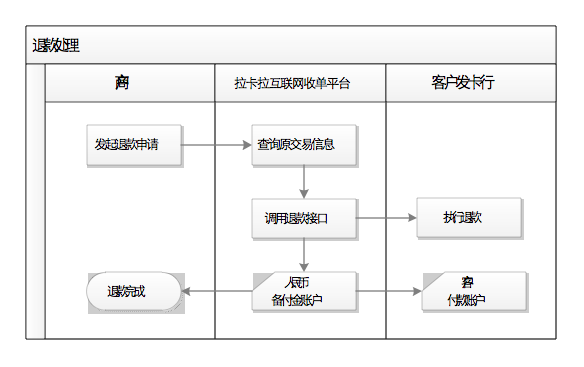 退款处理
商户
拉卡拉互联网收单平台
客户发卡行
发起退款申请
查询原交易信息
调用退款接口
执行退款
退款完成
人民币
备付金账户
客户
付款账户